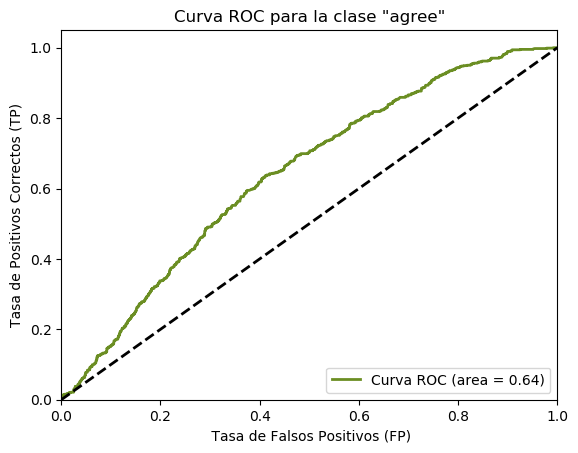 Curva ROC para la clase "agree"
Tasa de Positivos Correctos (TP)
1.0
0.8
0.6
0.4
0.2
0.0
Curva ROC (area = 0.64)
0.0 0.2 0.4 0.6 0.8 1.0
Tasa de Falsos Positivos (FP)